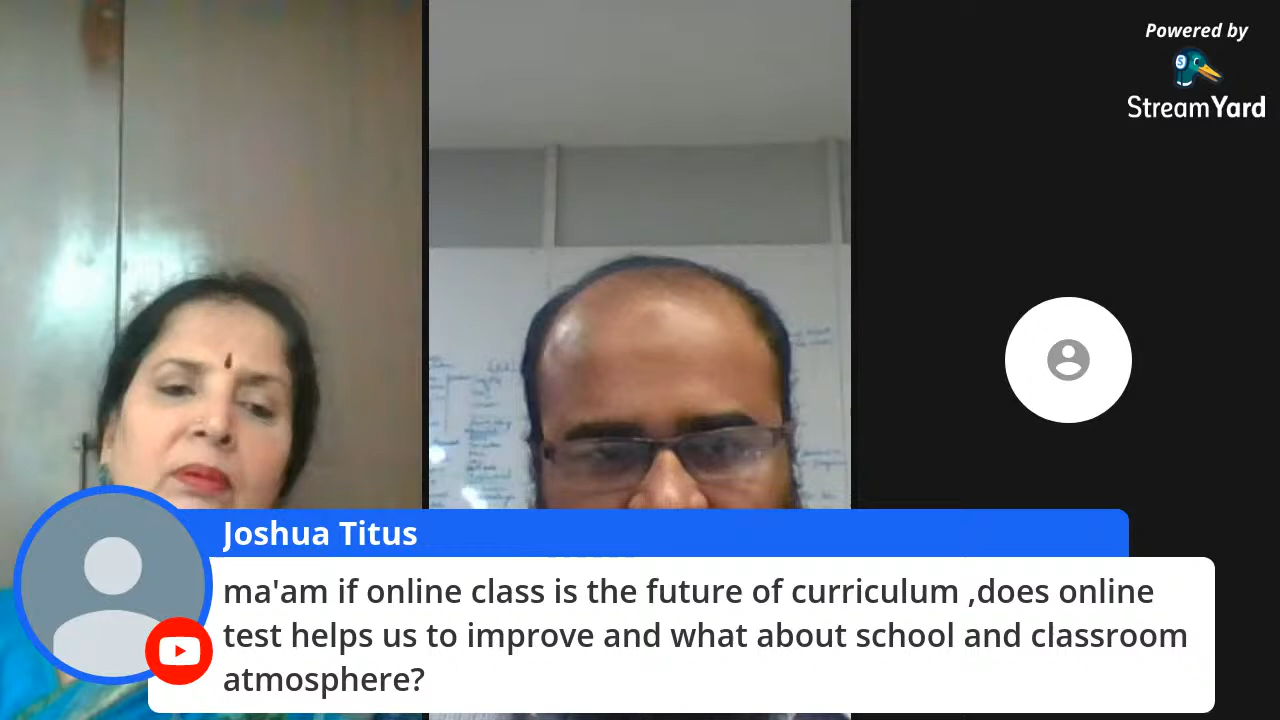 Powered by
StreamYard
Joshua Titus
ma'am if online class is the future of curriculum ,does online
test helps us to improve and what about school and classroom
atmosphere?